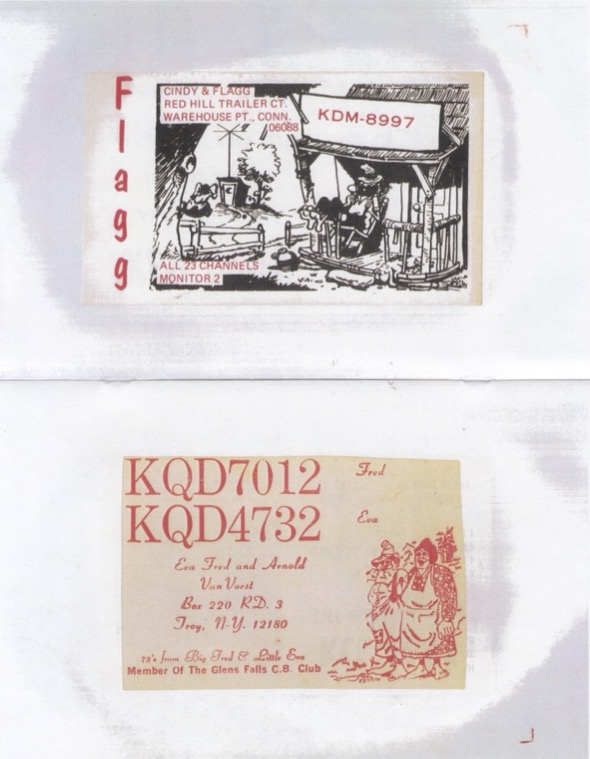 Flagg
CINDY & FLAGG
RED HILL TRAILER CT.
WAREHOUSE PT., CONN.
06088
KDM-8997
ALL 23 CHANNELS
MONITOR 2
KQD7012
Fred
KQD4732
Eva
Eva Fred and Arnold
VanVorst
Box 220 RD. 3
Troy, N.Y. 12180
73's from Big Fred & Little Eva
Member Of The Glens Falls C.B. Club